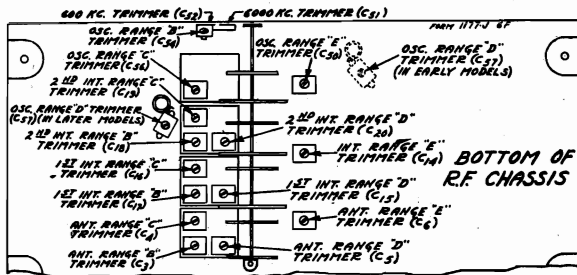 600 KC. TRIMMER (C52)
6000 KC. TRIMMER (C51)
FORM 1177-J 6F
OSC. RANGE "B"
TRIMMER (C54)
OSC. RANGE "C"
TRIMMER (C56)
OSC. RANGE "E"
TRIMMER (C50)
OSC. RANGE "D"
TRIMMER (C57)
(IN EARLY MODELS)
2ND INT. RANGE "C"
TRIMMER (C19)
OSC. RANGE "D" TRIMMER
(C57) (IN LATER MODELS)
2ND INT. RANGE "B"
TRIMMER (C18)
2ND INT. RANGE "D"
TRIMMER (C20)
INT. RANGE "E"
TRIMMER (C14)
BOTTOM OF
R.F. CHASSIS
1ST INT. RANGE "C"
TRIMMER (C16)
1ST INT. RANGE "B"
TRIMMER (C17)
1ST INT. RANGE "D"
TRIMMER (C15)
ANT. RANGE "C"
TRIMMER (C4)
ANT. RANGE "E"
TRIMMER (C6)
ANT. RANGE "B"
TRIMMER (C3)
ANT. RANGE "D"
TRIMMER (C5)